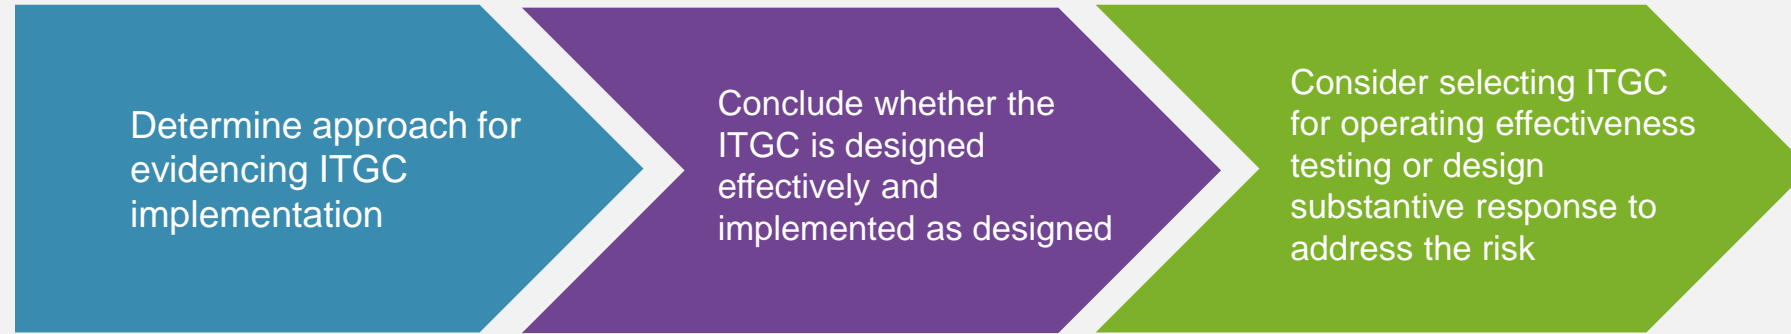 Determine approach for
evidencing ITGC
implementation
Conclude whether the
ITGC is designed
effectively and
implemented as designed
Consider selecting ITGC
for operating effectiveness
testing or design
substantive response to
address the risk